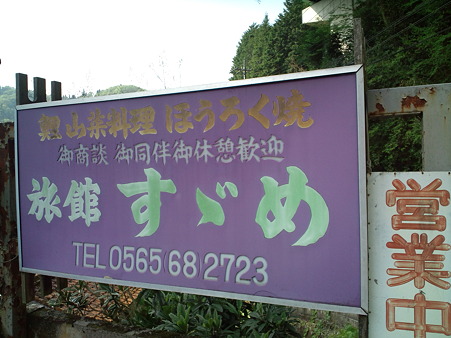 鯉 山菜料理 ほうろく焼
御商談 御同伴御休憩歓迎
旅館 すゞめ
TEL 0565(68)2723
営業中